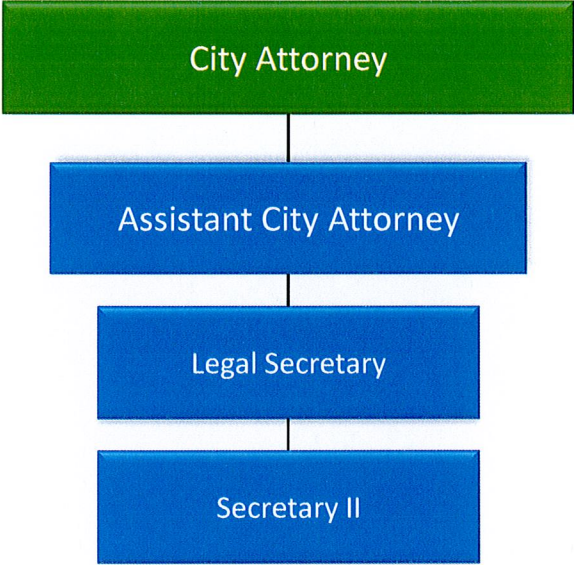 City Attorney
Assistant City Attorney
Legal Secretary
Secretary II